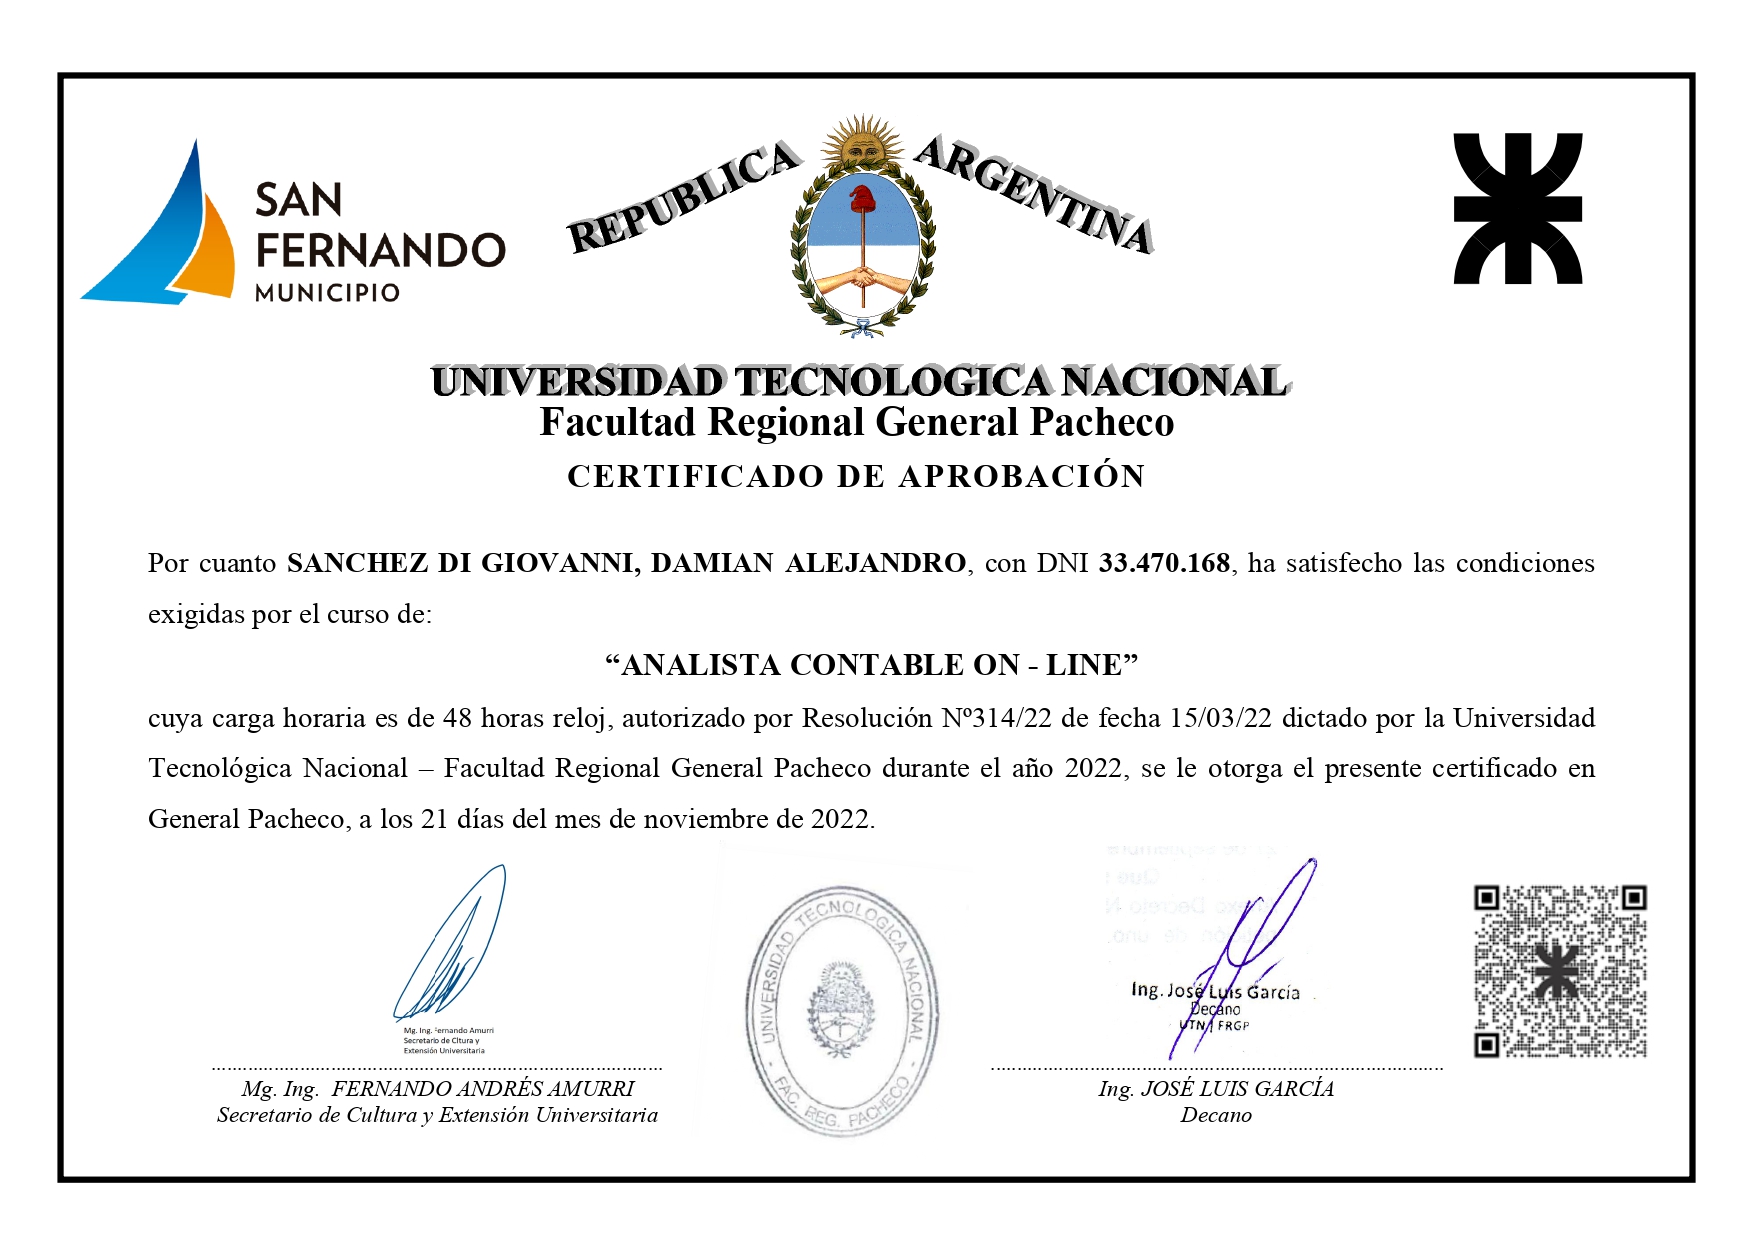 SAN
FERNANDO
MUNICIPIO
REPUBLICA ARGENTINA
UNIVERSIDAD TECNOLOGICA NACIONAL
Facultad Regional General Pacheco
CERTIFICADO DE APROBACIÓN
Por cuanto SANCHEZ DI GIOVANNI, DAMIAN ALEJANDRO, con DNI 33.470.168, ha satisfecho las condiciones
exigidas por el curso de:
“ANALISTA CONTABLE ON - LINE”
cuya carga horaria es de 48 horas reloj, autorizado por Resolución Nº314/22 de fecha 15/03/22 dictado por la Universidad
Tecnológica Nacional – Facultad Regional General Pacheco durante el año 2022, se le otorga el presente certificado en
General Pacheco, a los 21 días del mes de noviembre de 2022.
Mg. Ing. Fernando Amurri
Secretario de Cltura y
Extensión Universitaria
Mg. Ing. FERNANDO ANDRÉS AMURRI
Secretario de Cultura y Extensión Universitaria
UNIVERSIDAD TECNOLOGICA NACIONAL
- FAC. REG. PACHECO -
Ing. José Luis García
Decano
UTN | FRGP
Ing. JOSÉ LUIS GARCÍA
Decano